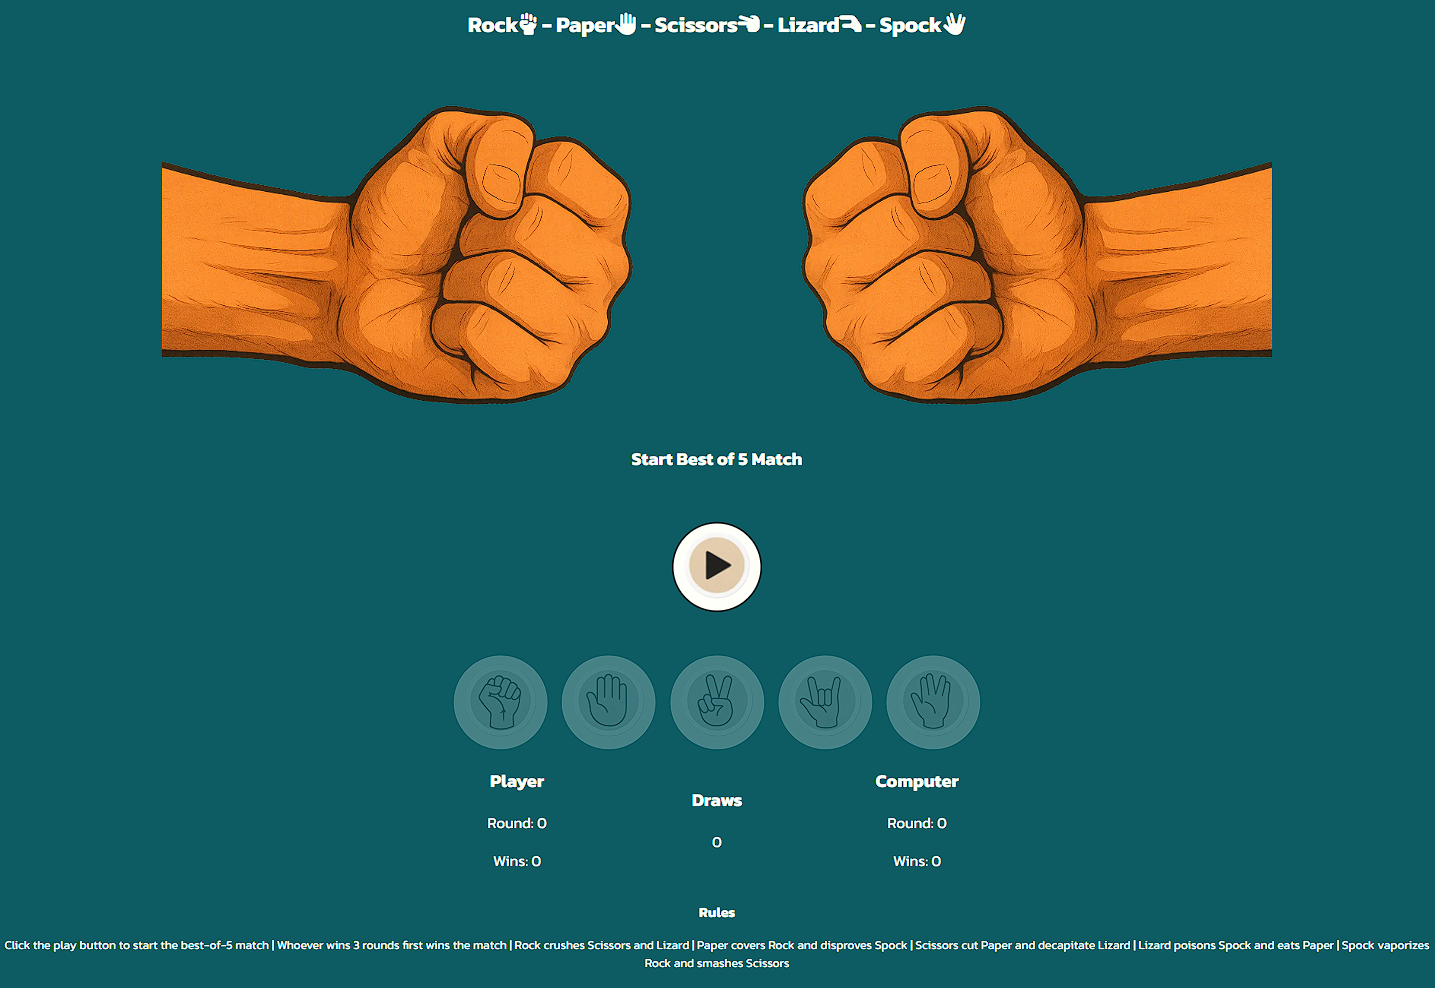 Rock✊ - Paper✋ - Scissors✌ - Lizard🤏 - Spock🖖
Start Best of 5 Match
Player
Computer
Draws
Round: 0
Round: 0
0
Wins: 0
Wins: 0
Rules
Click the play button to start the best-of-5 match | Whoever wins 3 rounds first wins the match | Rock crushes Scissors and Lizard | Paper covers Rock and disproves Spock | Scissors cut Paper and decapitate Lizard | Lizard poisons Spock and eats Paper | Spock vaporizes
Rock and smashes Scissors